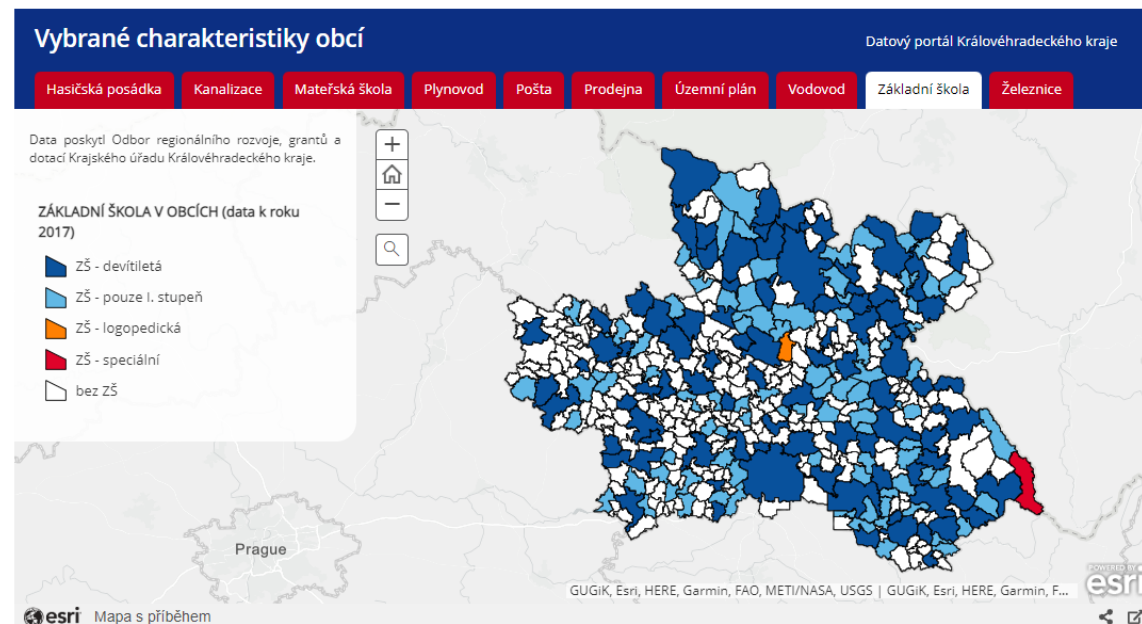 Vybrané charakteristiky obcí
Datový portál Královéhradeckého kraje
Hasičská posádka Kanalizace Mateřská škola Plynovod Pošta Prodejna Územní plán Vodovod Základní škola Železnice
Data poskytl Odbor regionálního rozvoje, grantů a
dotací Krajského úřadu Královéhradeckého kraje.
ZÁKLADNÍ ŠKOLA V OBCÍCH (data k roku
2017)
ZŠ - devítiletá
ZŠ - pouze I. stupeň
ZŠ - logopedická
ZŠ - speciální
bez ZŠ
Prague
POWERED BY
esri
GUGiK, Esri, HERE, Garmin, FAO, METI/NASA, USGS | GUGiK, Esri, HERE, Garmin, F...
esri Mapa s příběhem